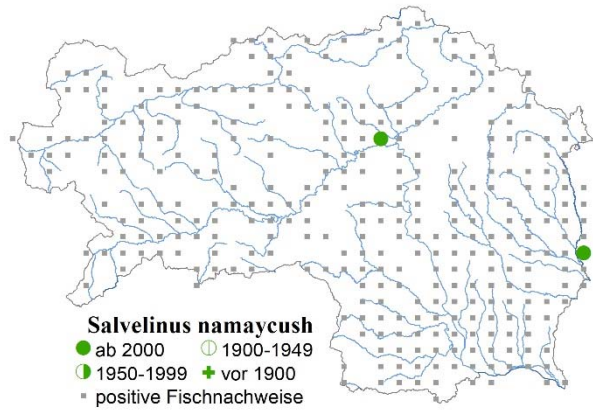 Salvelinus namaycush
ab 2000 1900-1949
1950-1999 vor 1900
positive Fischnachweise